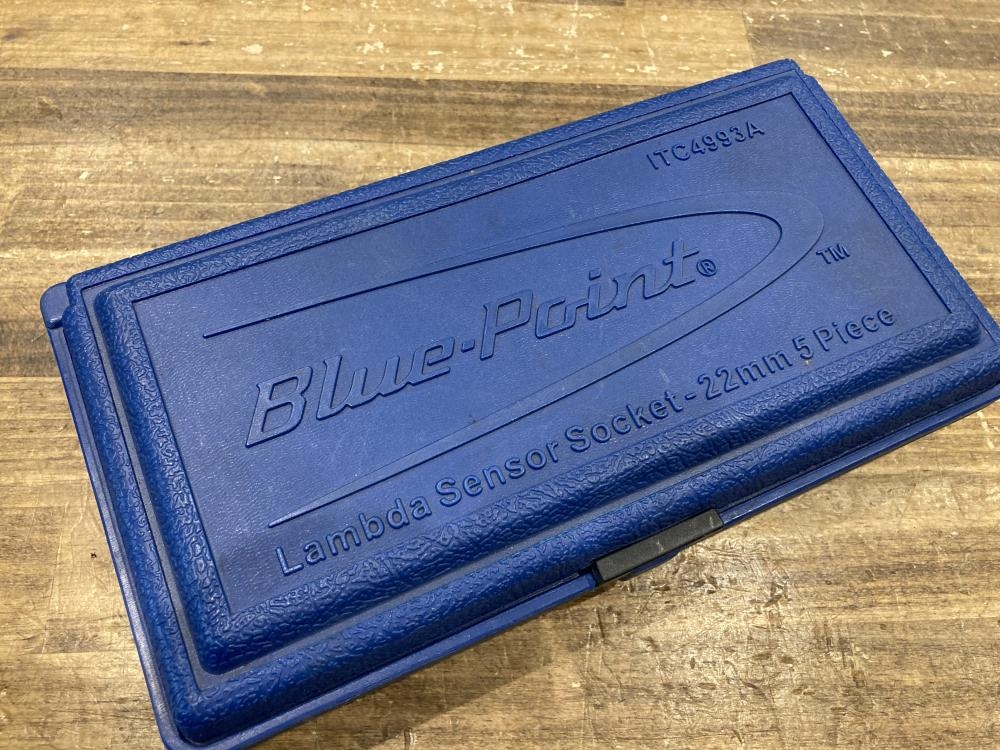 ITC4993A
Blue-Point®
TM
Lambda Sensor Socket - 22mm 5 Piece